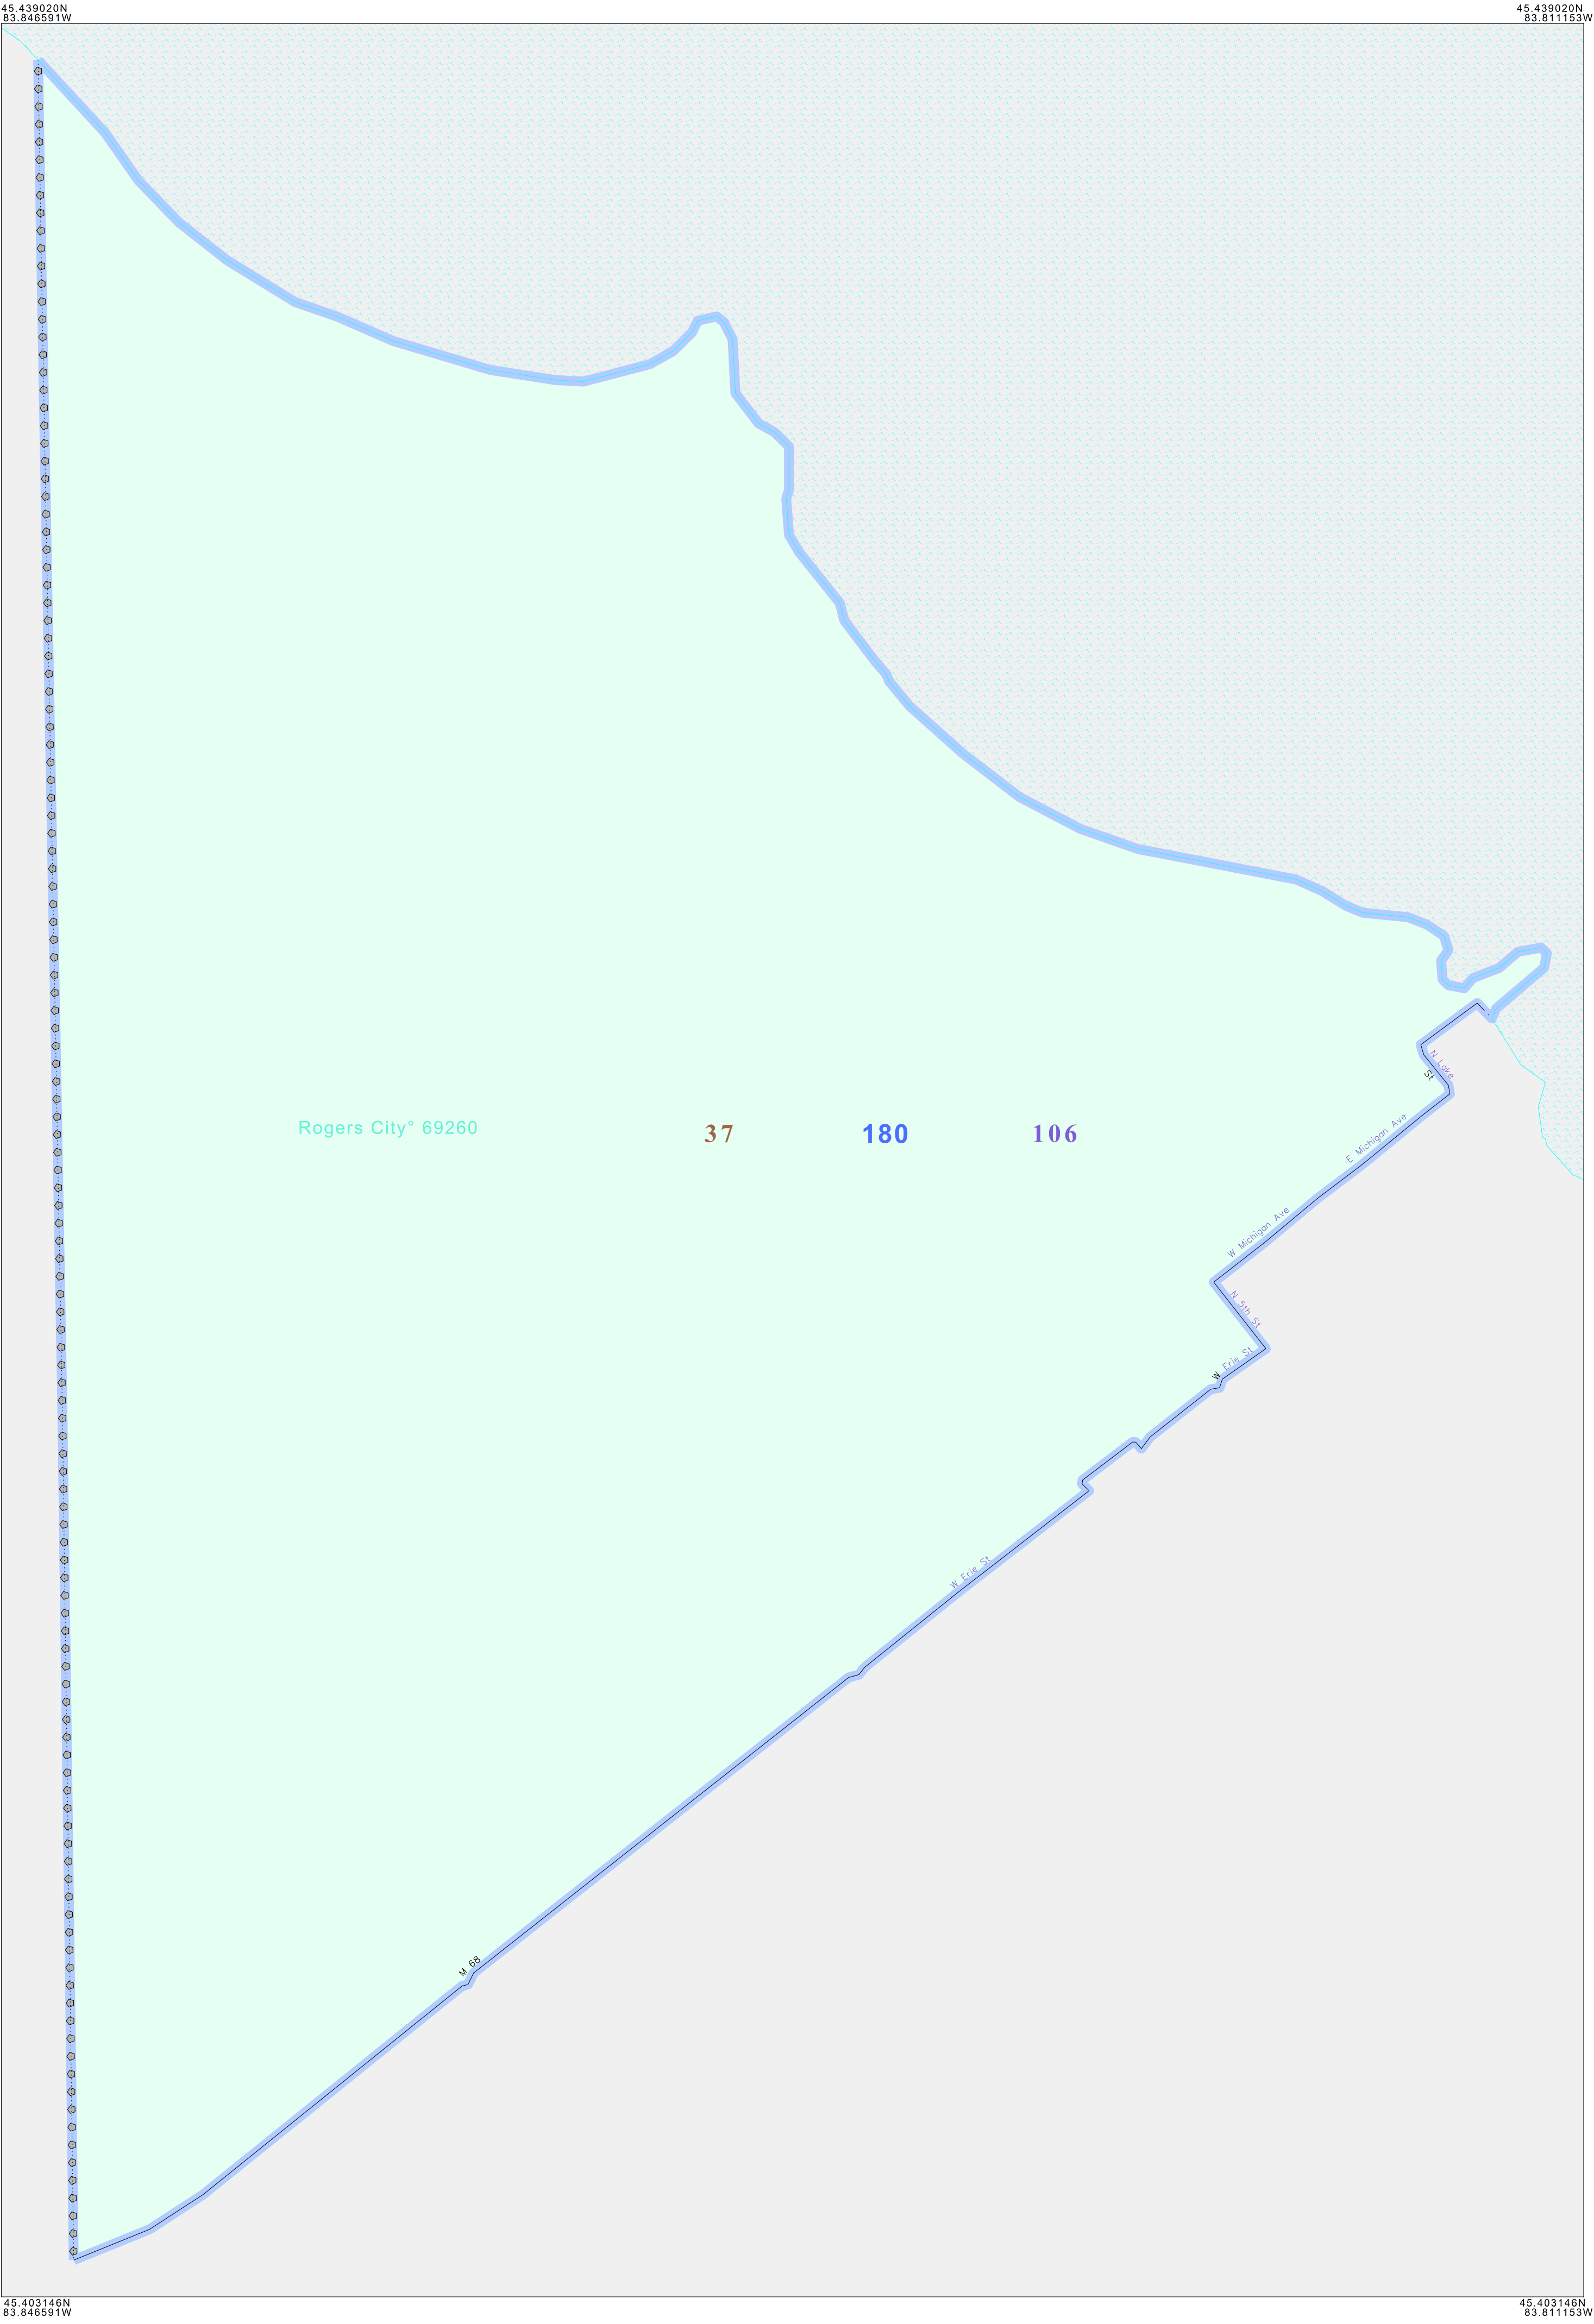 45.439020N
83.846591W
45.439020N
83.811153W
N Lake
St
E Michigan Ave
Rogers City° 69260
37
180
106
W Michigan Ave
N 5th St
W Erie St
W Erie St
M 68
45.403146N
83.846591W
45.403146N
83.811153W